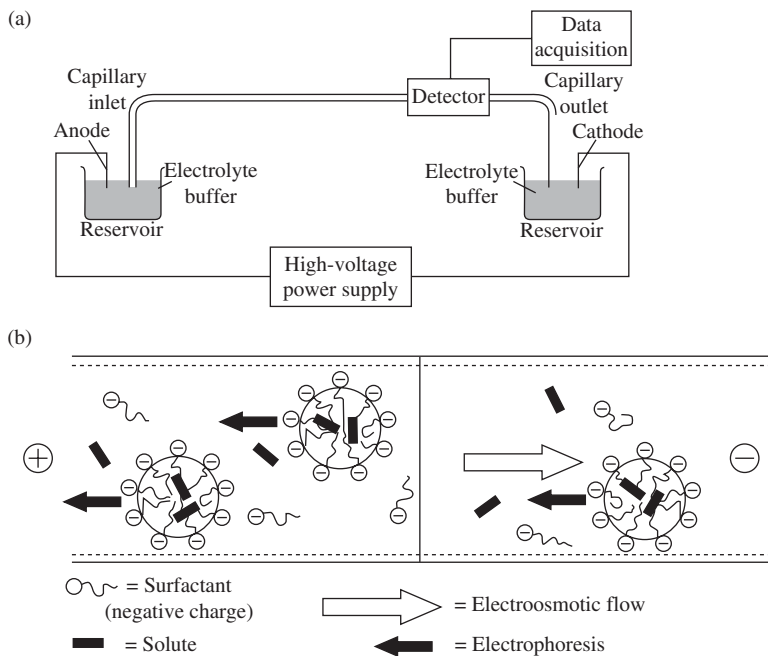 (a)
Data
acquisition
Capillary
inlet
Detector
Capillary
outlet
Anode
Cathode
Electrolyte
buffer
Electrolyte
buffer
Reservoir
Reservoir
High-voltage
power supply
(b)
+
−
= Surfactant
(negative charge)
= Electroosmotic flow
= Solute
= Electrophoresis